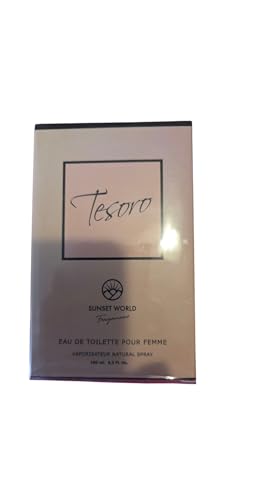 Tesoro
SUNSET WORLD
EAU DE TOILETTE POUR FEMME
VAPORISATEUR NATURAL SPRAY